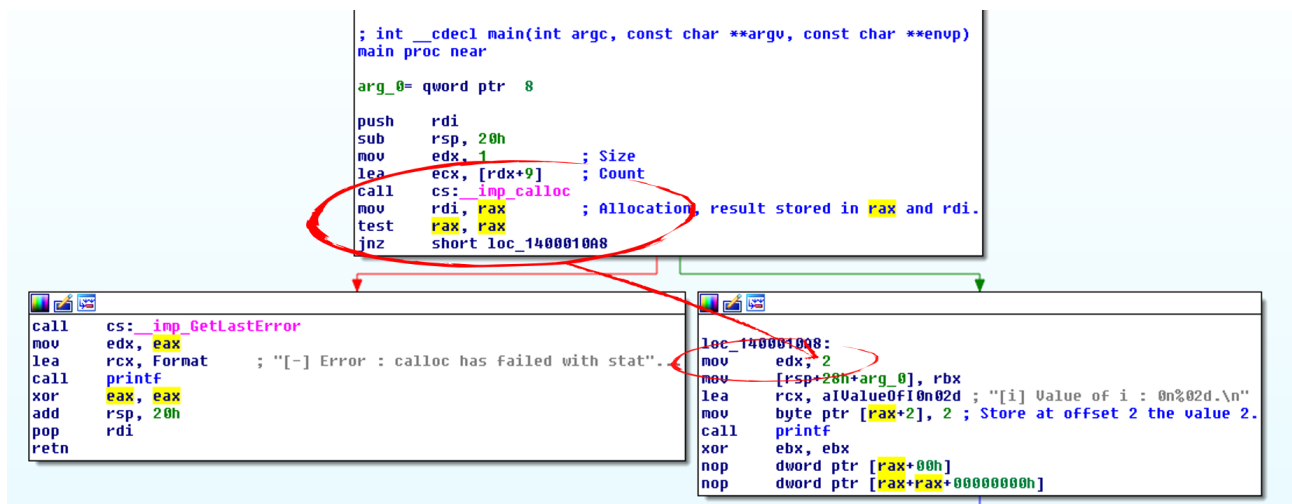 ; int __cdecl main(int argc, const char **argv, const char **envp)
main proc near
arg_0= qword ptr  8
push    rdi
sub     rsp, 20h
mov     edx, 1          ; Size
lea     ecx, [rdx+9]    ; Count
call    cs:__imp_calloc
mov     rdi, rax        ; Allocation, result stored in rax and rdi.
test    rax, rax
jnz     short loc_1400010A8
call    cs:__imp_GetLastError
mov     edx, eax
lea     rcx, Format     ; "[-] Error : calloc has failed with stat"...
call    printf
xor     eax, eax
add     rsp, 20h
pop     rdi
retn
loc_1400010A8:
mov     edx, 2
mov     [rsp+28h+arg_0], rbx
lea     rcx, aIValueOfI0n02d ; "[i] Value of i : 0n%02d.\n"
mov     byte ptr [rax+2], 2 ; Store at offset 2 the value 2.
call    printf
xor     ebx, ebx
nop     dword ptr [rax+00h]
nop     dword ptr [rax+rax+00000000h]